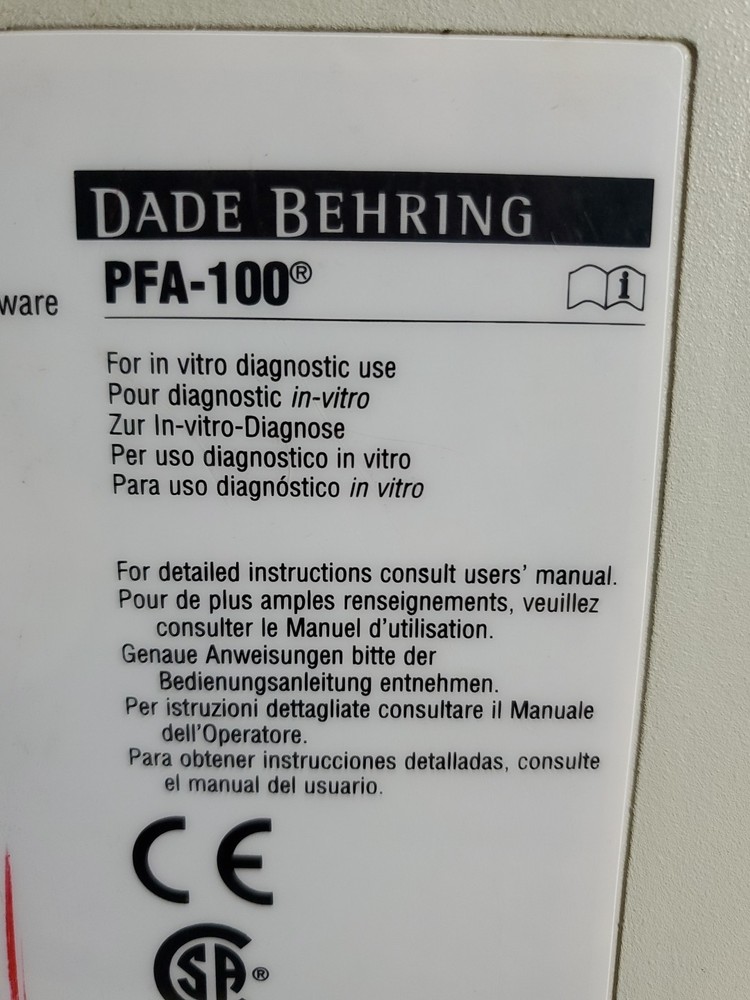 DADE BEHRING
ware
PFA-100®
i
For in vitro diagnostic use
Pour diagnostic in-vitro
Zur In-vitro-Diagnose
Per uso diagnostico in vitro
Para uso diagnóstico in vitro
For detailed instructions consult users' manual.
Pour de plus amples renseignements, veuillez
consulter le Manuel d'utilisation.
Genaue Anweisungen bitte der
Bedienungsanleitung entnehmen.
Per istruzioni dettagliate consultare il Manuale
dell'Operatore.
Para obtener instrucciones detalladas, consulte
el manual del usuario.
CE
SA®